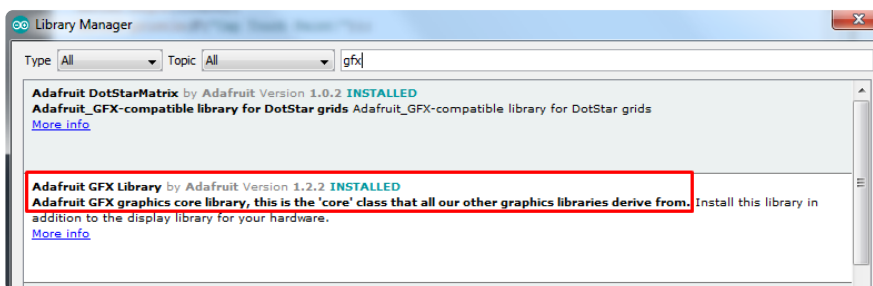 Library Manager
Type All Topic All gfx
Adafruit DotStarMatrix by Adafruit Version 1.0.2 INSTALLED
Adafruit_GFX-compatible library for DotStar grids Adafruit_GFX-compatible library for DotStar grids
More info
Adafruit GFX Library by Adafruit Version 1.2.2 INSTALLED
Adafruit GFX graphics core library, this is the 'core' class that all our other graphics libraries derive from. Install this library in
addition to the display library for your hardware.
More info